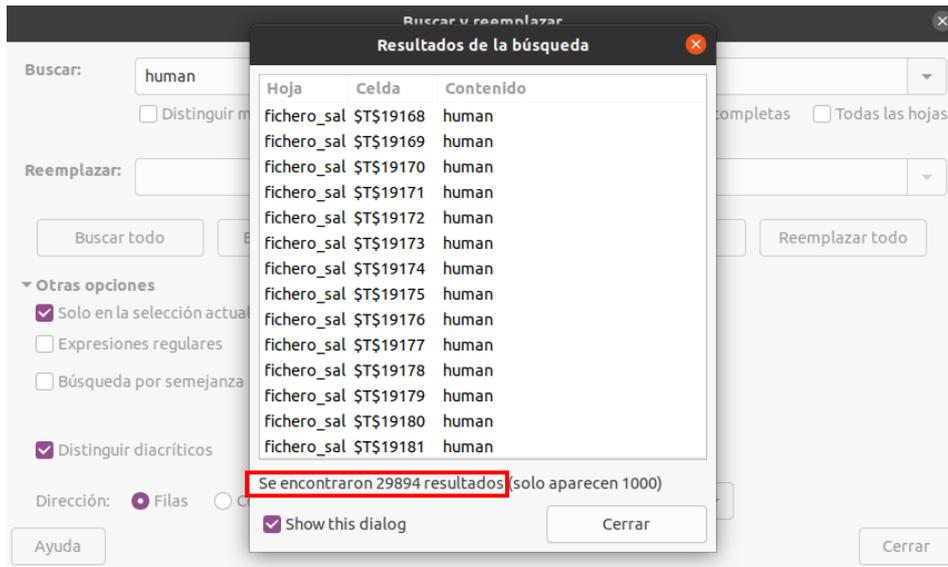 Buscar y reemplazar
Resultados de la búsqueda
Buscar:
human
Distinguir m
completas
Todas las hojas
Reemplazar:
Buscar todo
Reemplazar todo
Otras opciones
Solo en la selección actual
Expresiones regulares
Búsqueda por semejanza
Distinguir diacríticos
Dirección:
Filas
Ayuda
Cerrar
Hoja Celda Contenido
fichero_sal $T$19168 human
fichero_sal $T$19169 human
fichero_sal $T$19170 human
fichero_sal $T$19171 human
fichero_sal $T$19172 human
fichero_sal $T$19173 human
fichero_sal $T$19174 human
fichero_sal $T$19175 human
fichero_sal $T$19176 human
fichero_sal $T$19177 human
fichero_sal $T$19178 human
fichero_sal $T$19179 human
fichero_sal $T$19180 human
fichero_sal $T$19181 human
Se encontraron 29894 resultados (solo aparecen 1000)
Show this dialog
Cerrar